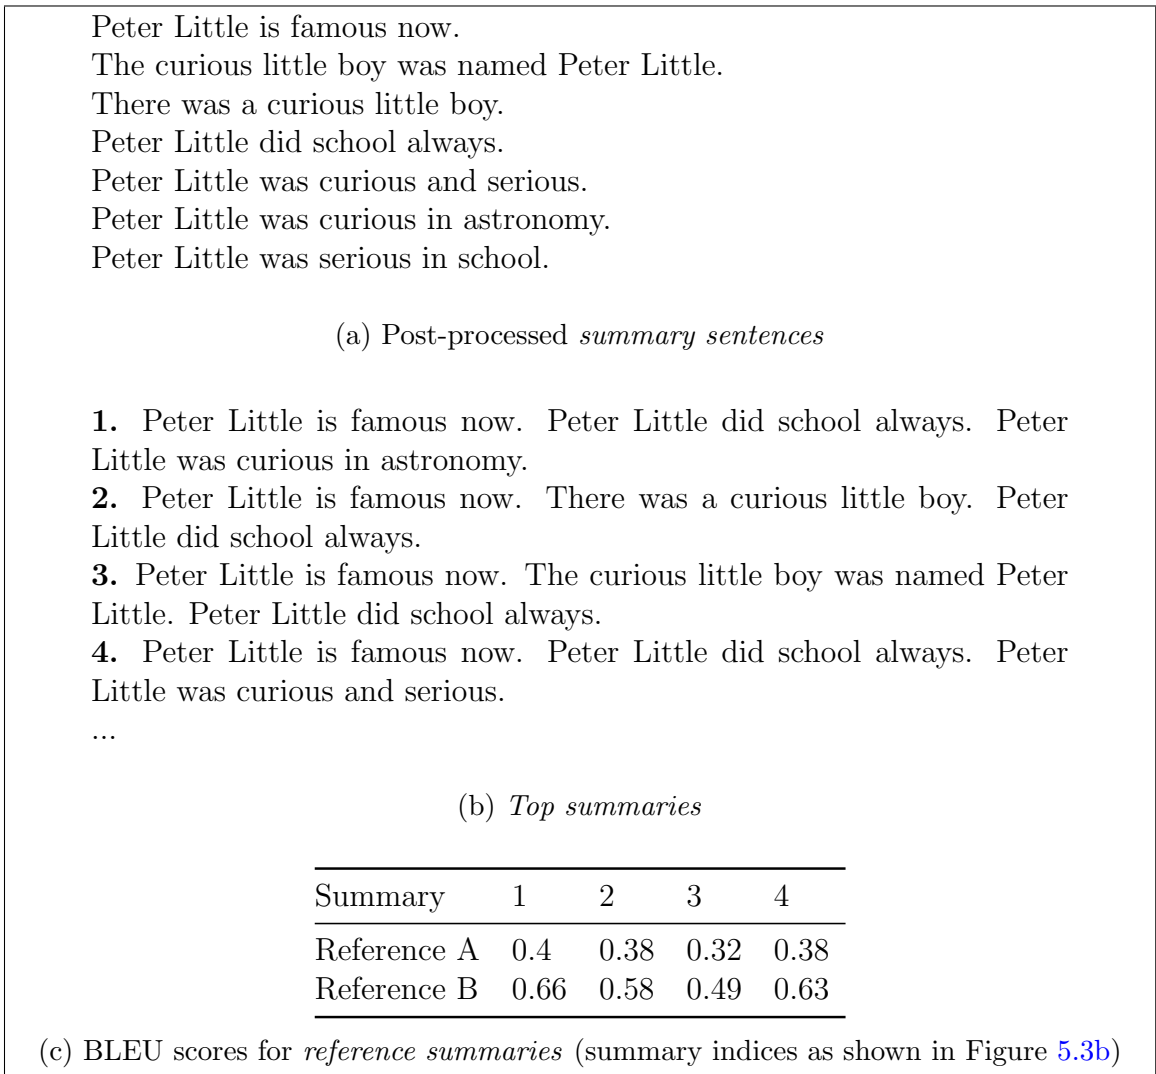 Peter Little is famous now.
The curious little boy was named Peter Little.
There was a curious little boy.
Peter Little did school always.
Peter Little was curious and serious.
Peter Little was curious in astronomy.
Peter Little was serious in school.
(a) Post-processed summary sentences
1. Peter Little is famous now. Peter Little did school always. Peter
Little was curious in astronomy.
2. Peter Little is famous now. There was a curious little boy. Peter
Little did school always.
3. Peter Little is famous now. The curious little boy was named Peter
Little. Peter Little did school always.
4. Peter Little is famous now. Peter Little did school always. Peter
Little was curious and serious.
...
(b) Top summaries
Summary 1 2 3 4
Reference A 0.4 0.38 0.32 0.38
Reference B 0.66 0.58 0.49 0.63
(c) BLEU scores for reference summaries (summary indices as shown in Figure 5.3b)